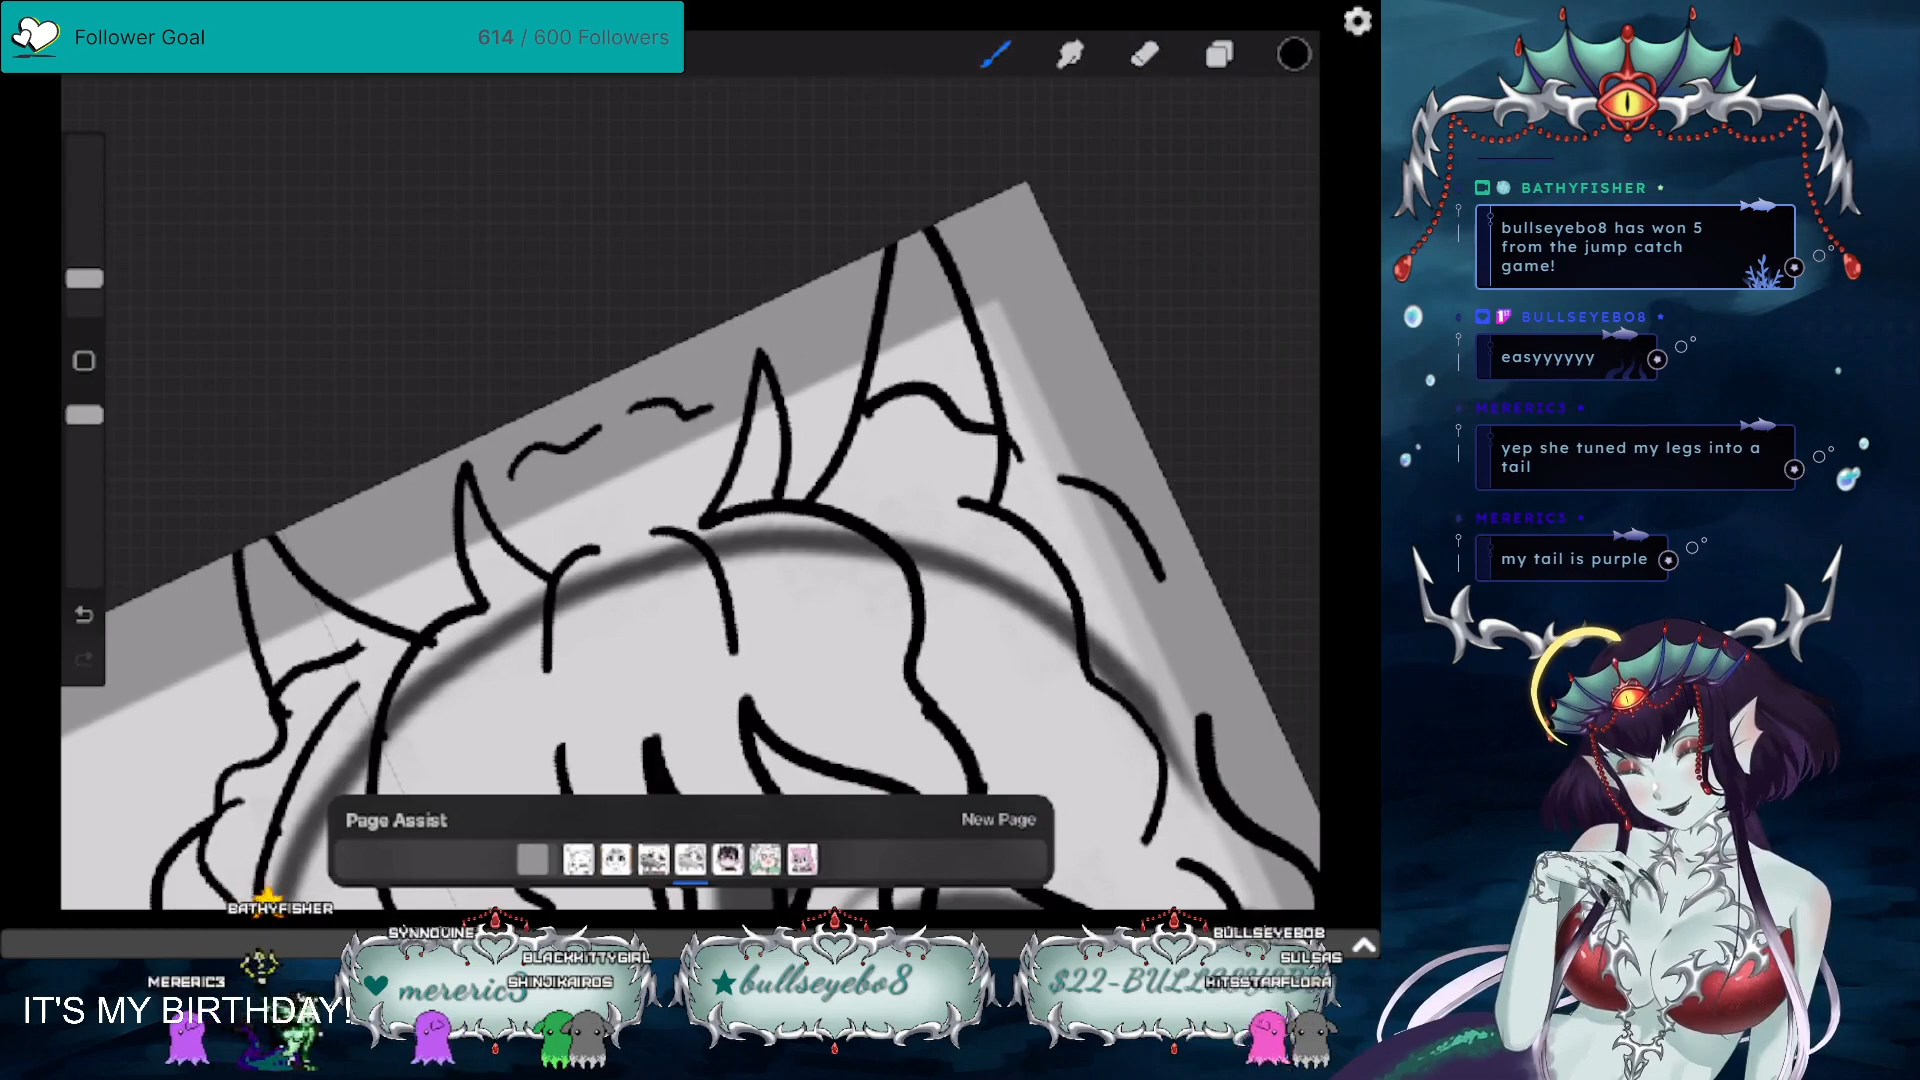 Follower Goal
614 / 600 Followers
BATHYFISHER
bullseyebo8 has won 5
from the jump catch
game!
BULLSEYEBO8
easyyyyyy
MERERIC3
yep she tuned my legs into a
tail
MERERIC3
my tail is purple
Page Assist
New Page
BATHYFISHER
SYNNOVINE
BLACKKITTYGIRL
SHINJIKAIROS
BULLSEYEBO8
SULSAS
KITSSTARFLORA
MERERIC3
mereric3
bullseyebo8
IT'S MY BIRTHDAY!